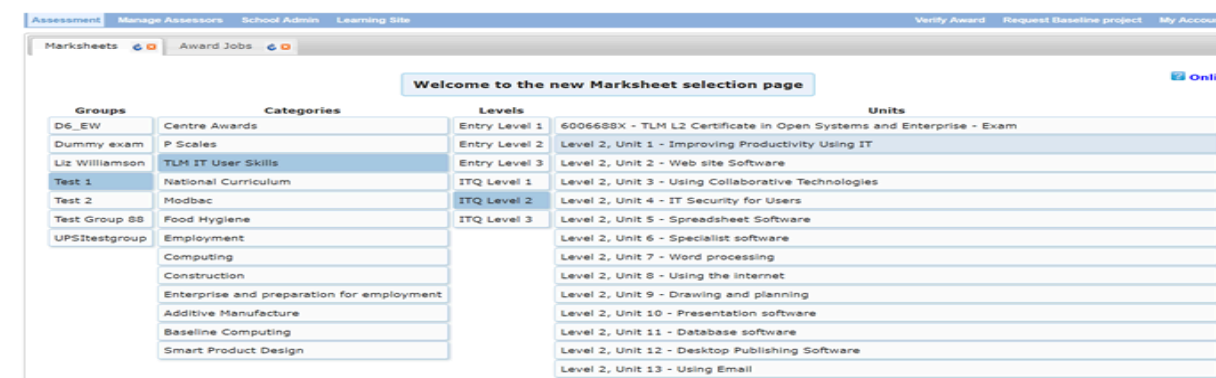 Assessment Manage Assessors School Admin Learning Site Verify Award Request Baseline project My Accou
Marksheets Award Jobs
Welcome to the new Marksheet selection page
Onli
Groups Categories Levels Units
D6_EW Centre Awards Entry Level 1 6006688X - TLM L2 Certificate in Open Systems and Enterprise - Exam
Dummy exam P Scales Entry Level 2 Level 2, Unit 1 - Improving Productivity Using IT
Liz Williamson TLM IT User Skills Entry Level 3 Level 2, Unit 2 - Web site Software
Test 1 National Curriculum ITQ Level 1 Level 2, Unit 3 - Using Collaborative Technologies
Test 2 Modbac ITQ Level 2 Level 2, Unit 4 - IT Security for Users
Test Group 88 Food Hygiene ITQ Level 3 Level 2, Unit 5 - Spreadsheet Software
UPSItestgroup Employment Level 2, Unit 6 - Specialist software
Computing Level 2, Unit 7 - Word processing
Construction Level 2, Unit 8 - Using the internet
Enterprise and preparation for employment Level 2, Unit 9 - Drawing and planning
Additive Manufacture Level 2, Unit 10 - Presentation software
Baseline Computing Level 2, Unit 11 - Database software
Smart Product Design Level 2, Unit 12 - Desktop Publishing Software
Level 2, Unit 13 - Using Email